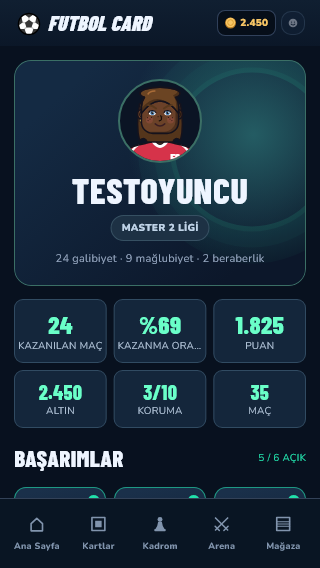 FUTBOL CARD
2.450
TESTOYUNCU
MASTER 2 LİGİ
24 galibiyet · 9 mağlubiyet · 2 beraberlik
24 %69 1.825
KAZANILAN MAÇ KAZANMA ORA... PUAN
2.450 3/10 35
ALTIN KORUMA MAÇ
BAŞARIMLAR 5 / 6 AÇIK
Ana Sayfa Kartlar Kadrom Arena Mağaza